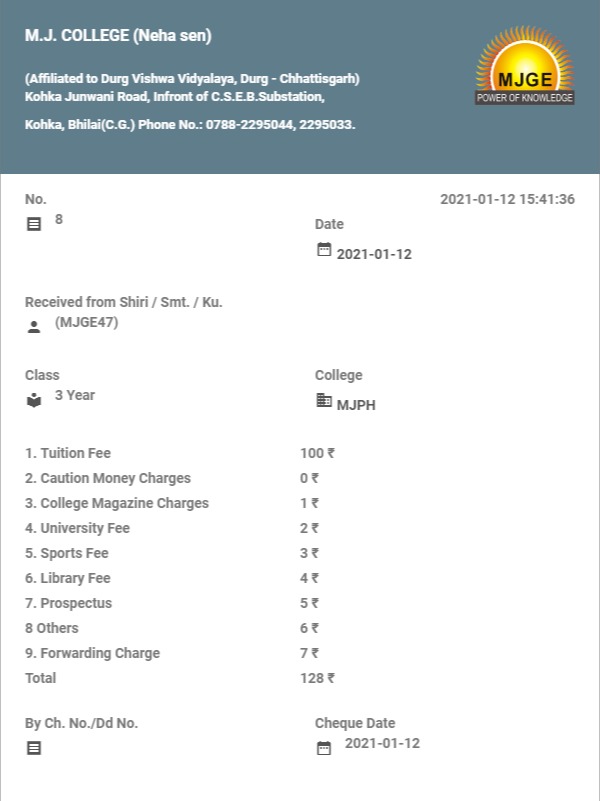 M.J. COLLEGE (Neha sen)
(Affiliated to Durg Vishwa Vidyalaya, Durg - Chhattisgarh)
Kohka Junwani Road, Infront of C.S.E.B.Substation,
Kohka, Bhilai(C.G.) Phone No.: 0788-2295044, 2295033.
MJGE
POWER OF KNOWLEDGE
No.
8
2021-01-12 15:41:36
Date
2021-01-12
Received from Shiri / Smt. / Ku.
(MJGE47)
Class
3 Year
College
MJPH
1. Tuition Fee 100 ₹
2. Caution Money Charges 0 ₹
3. College Magazine Charges 1 ₹
4. University Fee 2 ₹
5. Sports Fee 3 ₹
6. Library Fee 4 ₹
7. Prospectus 5 ₹
8 Others 6 ₹
9. Forwarding Charge 7 ₹
Total 128 ₹
By Ch. No./Dd No.
Cheque Date
2021-01-12